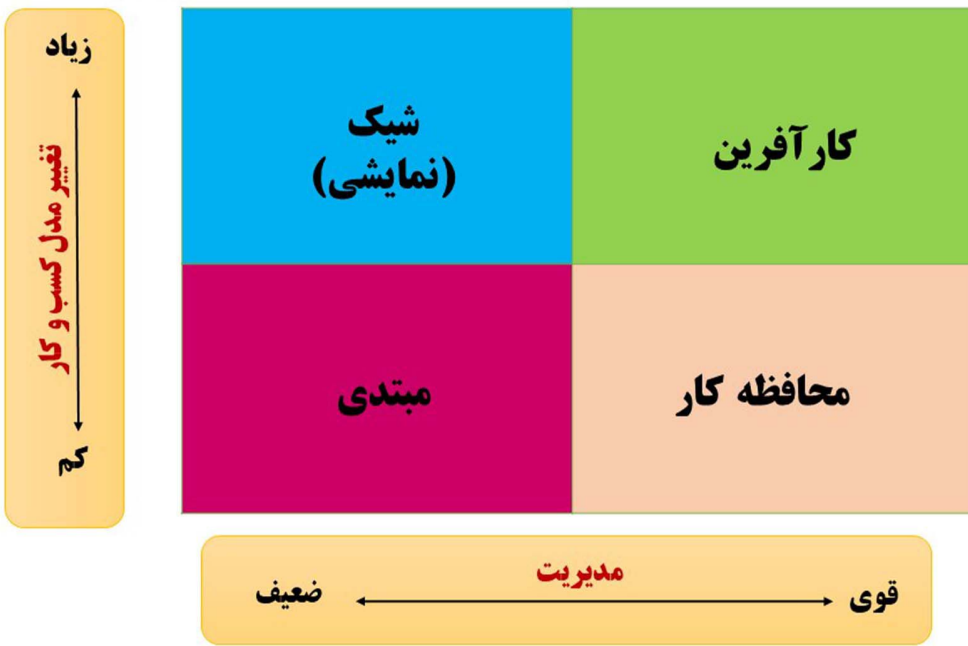 زیاد
تغییر مدل کسب و کار
کم
شیک
(نمایشی)
کارآفرین
مبتدی
محافظه کار
مدیریت
ضعیف
قوی